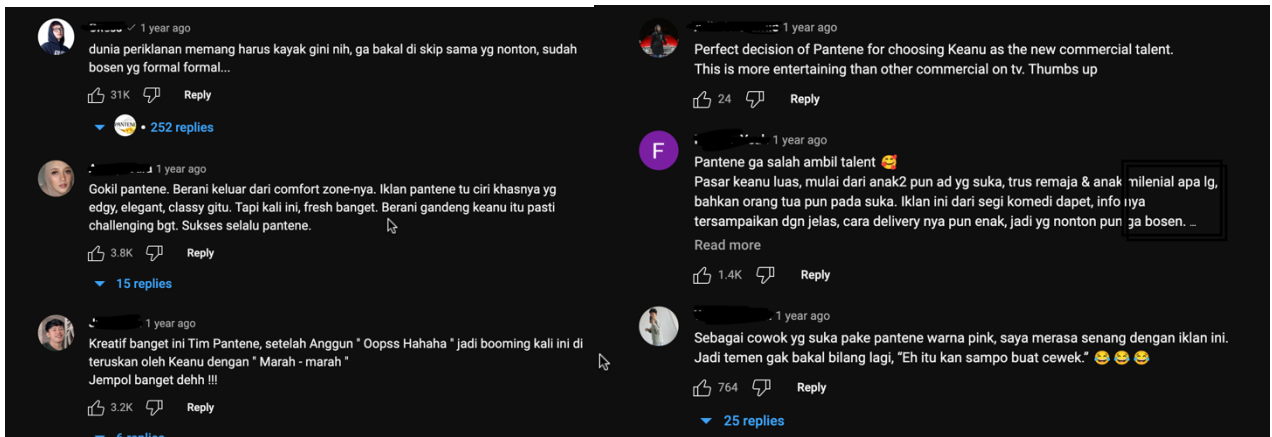 1 year ago
dunia periklanan memang harus kayak gini nih, ga bakal di skip sama yg nonton, sudah
bosen yg formal formal...
31K Reply
PANTENE • 252 replies
1 year ago
Gokil pantene. Berani keluar dari comfort zone-nya. Iklan pantene tu ciri khasnya yg
edgy, elegant, classy gitu. Tapi kali ini, fresh banget. Berani gandeng keanu itu pasti
challenging bgt. Sukses selalu pantene.
3.8K Reply
15 replies
1 year ago
Kreatif banget ini Tim Pantene, setelah Anggun " Oopss Hahaha " jadi booming kali ini di
teruskan oleh Keanu dengan " Marah - marah "
Jempol banget dehh !!!
3.2K Reply
6 replies
1 year ago
Perfect decision of Pantene for choosing Keanu as the new commercial talent.
This is more entertaining than other commercial on tv. Thumbs up
24 Reply
F
1 year ago
Pantene ga salah ambil talent 🥰
Pasar keanu luas, mulai dari anak2 pun ad yg suka, trus remaja & anak milenial apa lg,
bahkan orang tua pun pada suka. Iklan ini dari segi komedi dapet, info nya
tersampaikan dgn jelas, cara delivery nya pun enak, jadi yg nonton pun ga bosen. ...
Read more
1.4K Reply
1 year ago
Sebagai cowok yg suka pake pantene warna pink, saya merasa senang dengan iklan ini.
Jadi temen gak bakal bilang lagi, “Eh itu kan sampo buat cewek.” 😂 😂 😂
764 Reply
25 replies